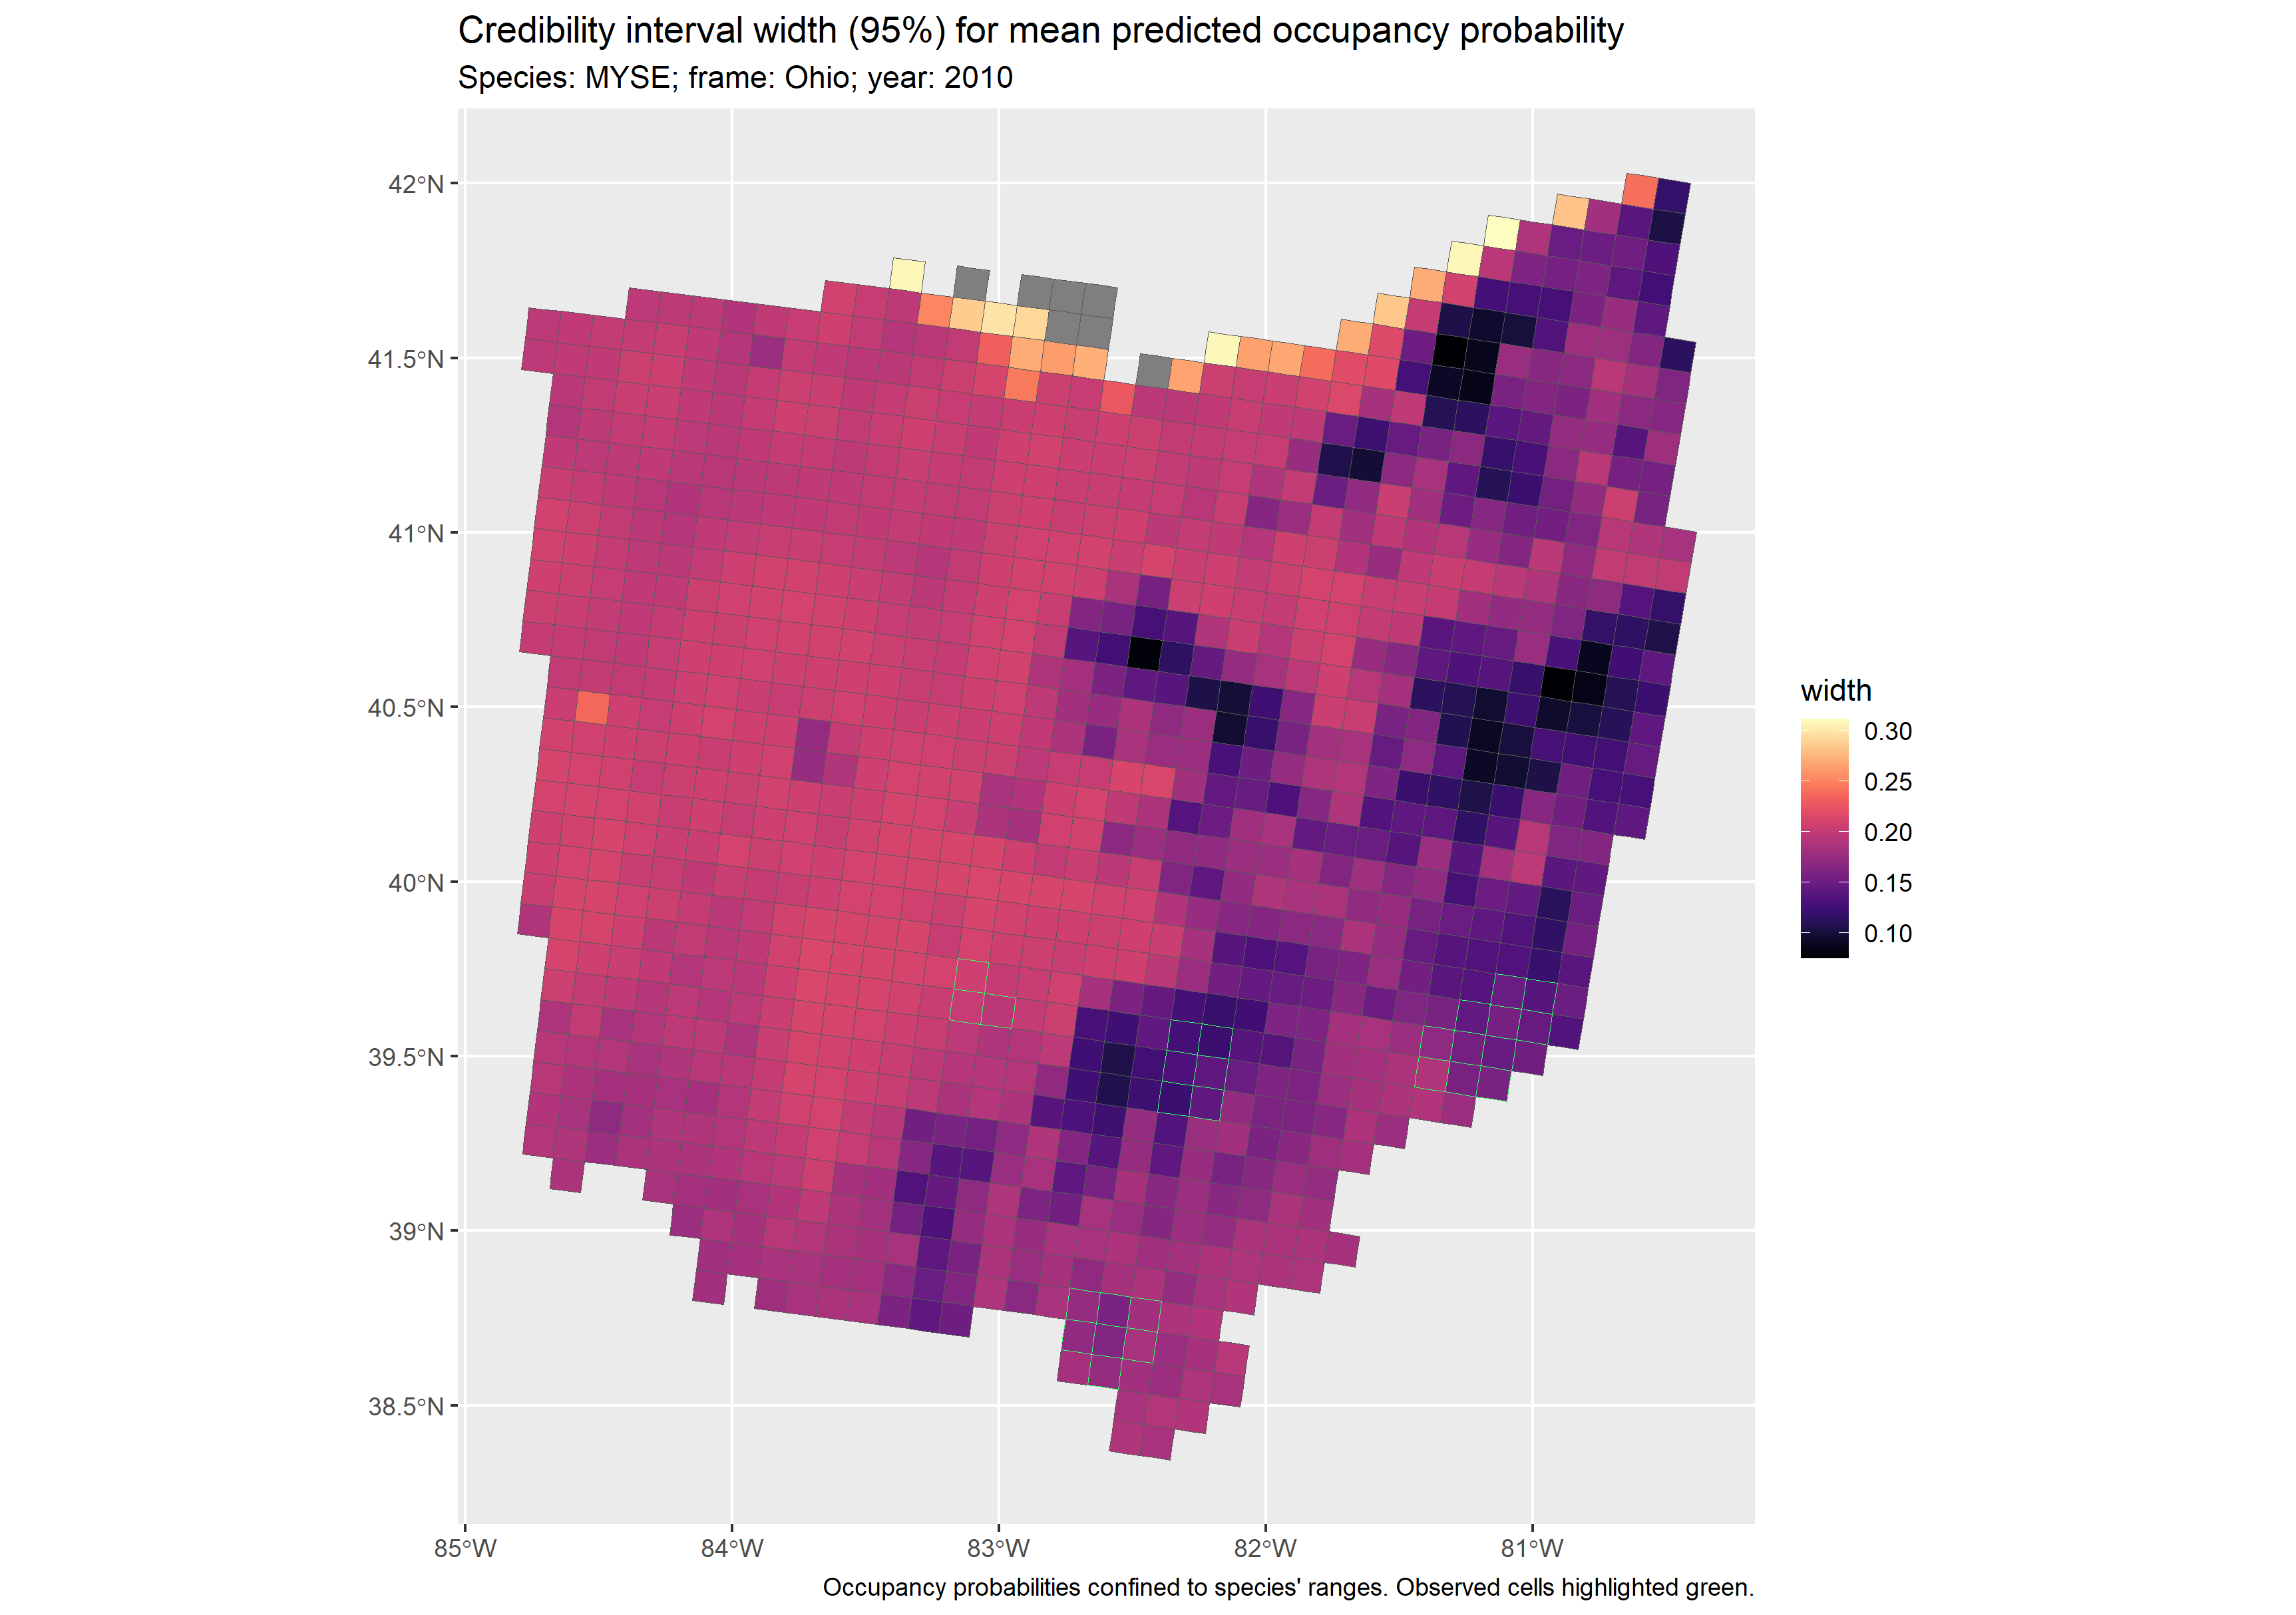 Credibility interval width (95%) for mean predicted occupancy probability
Species: MYSE; frame: Ohio; year: 2010
42°N
41.5°N
41°N
40.5°N
40°N
39.5°N
39°N
38.5°N
85°W
84°W
83°W
82°W
81°W
width
0.30
0.25
0.20
0.15
0.10
Occupancy probabilities confined to species' ranges. Observed cells highlighted green.